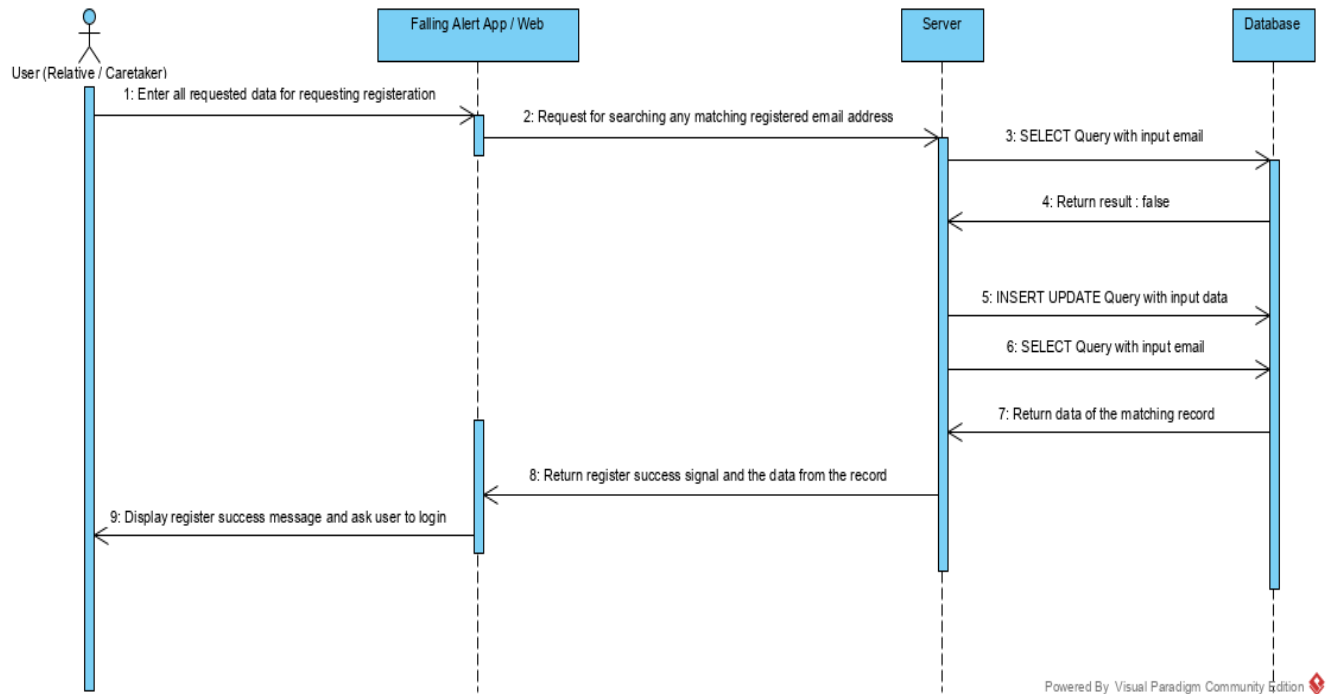 Falling Alert App / Web
Server
Database
User (Relative / Caretaker)
1: Enter all requested data for requesting registeration
2: Request for searching any matching registered email address
3: SELECT Query with input email
4: Return result : false
5: INSERT UPDATE Query with input data
6: SELECT Query with input email
7: Return data of the matching record
8: Return register success signal and the data from the record
9: Display register success message and ask user to login
Powered By Visual Paradigm Community Edition